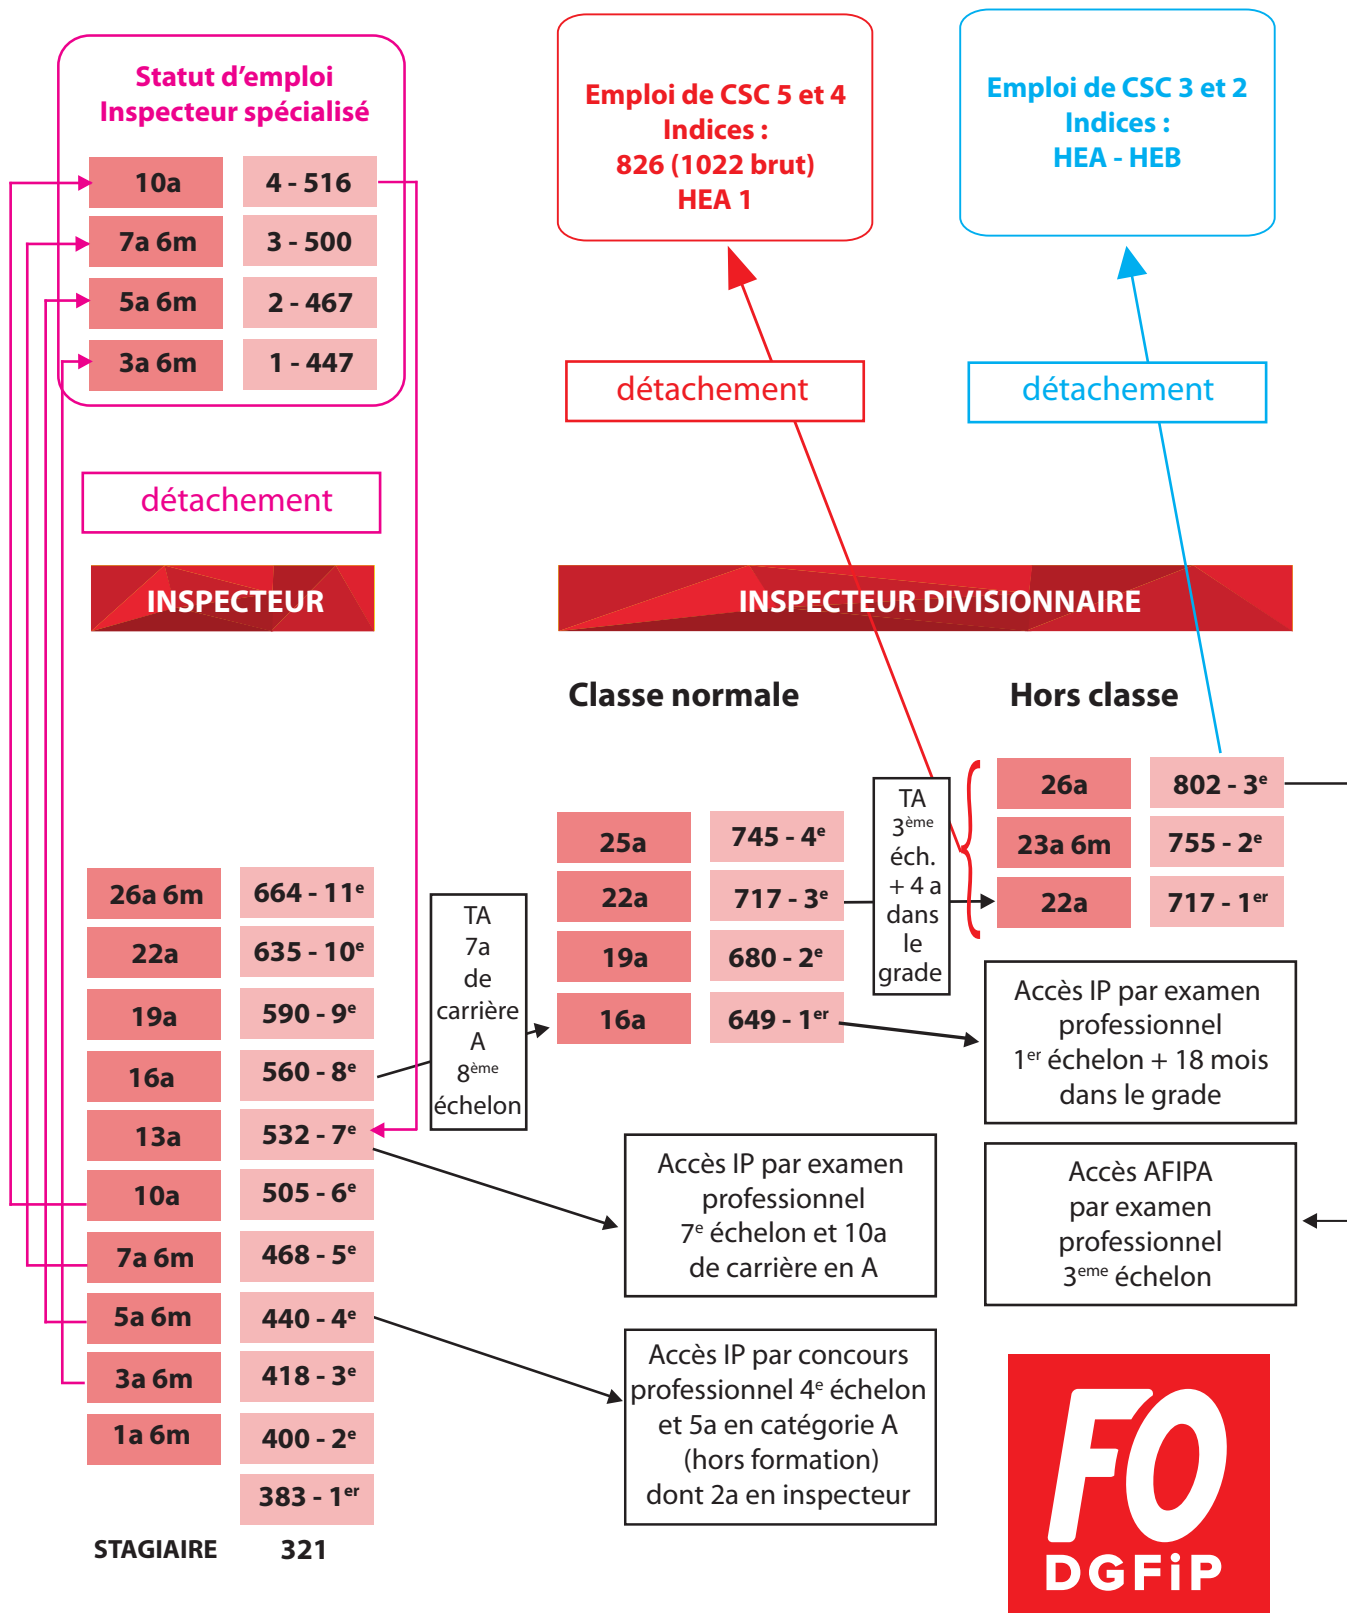 Statut d'emploi
Inspecteur spécialisé
10a 4 - 516
7a 6m 3 - 500
5a 6m 2 - 467
3a 6m 1 - 447
détachement
INSPECTEUR
26a 6m 664 - 11e
22a 635 - 10e
19a 590 - 9e
16a 560 - 8e
13a 532 - 7e
10a 505 - 6e
7a 6m 468 - 5e
5a 6m 440 - 4e
3a 6m 418 - 3e
1a 6m 400 - 2e
383 - 1er
STAGIAIRE 321
Emploi de CSC 5 et 4
Indices :
826 (1022 brut)
HEA 1
détachement
Emploi de CSC 3 et 2
Indices :
HEA - HEB
détachement
INSPECTEUR DIVISIONNAIRE
Classe normale
25a 745 - 4e
22a 717 - 3e
19a 680 - 2e
16a 649 - 1er
Hors classe
26a 802 - 3e
23a 6m 755 - 2e
22a 717 - 1er
TA
7a
de
carrière
A
8ème
échelon
TA
3ème
éch.
+ 4 a
dans
le
grade
Accès IP par examen
professionnel
1er échelon + 18 mois
dans le grade
Accès IP par examen
professionnel
7e échelon et 10a
de carrière en A
Accès AFIPA
par examen
professionnel
3eme échelon
Accès IP par concours
professionnel 4e échelon
et 5a en catégorie A
(hors formation)
dont 2a en inspecteur
FO
DGFiP